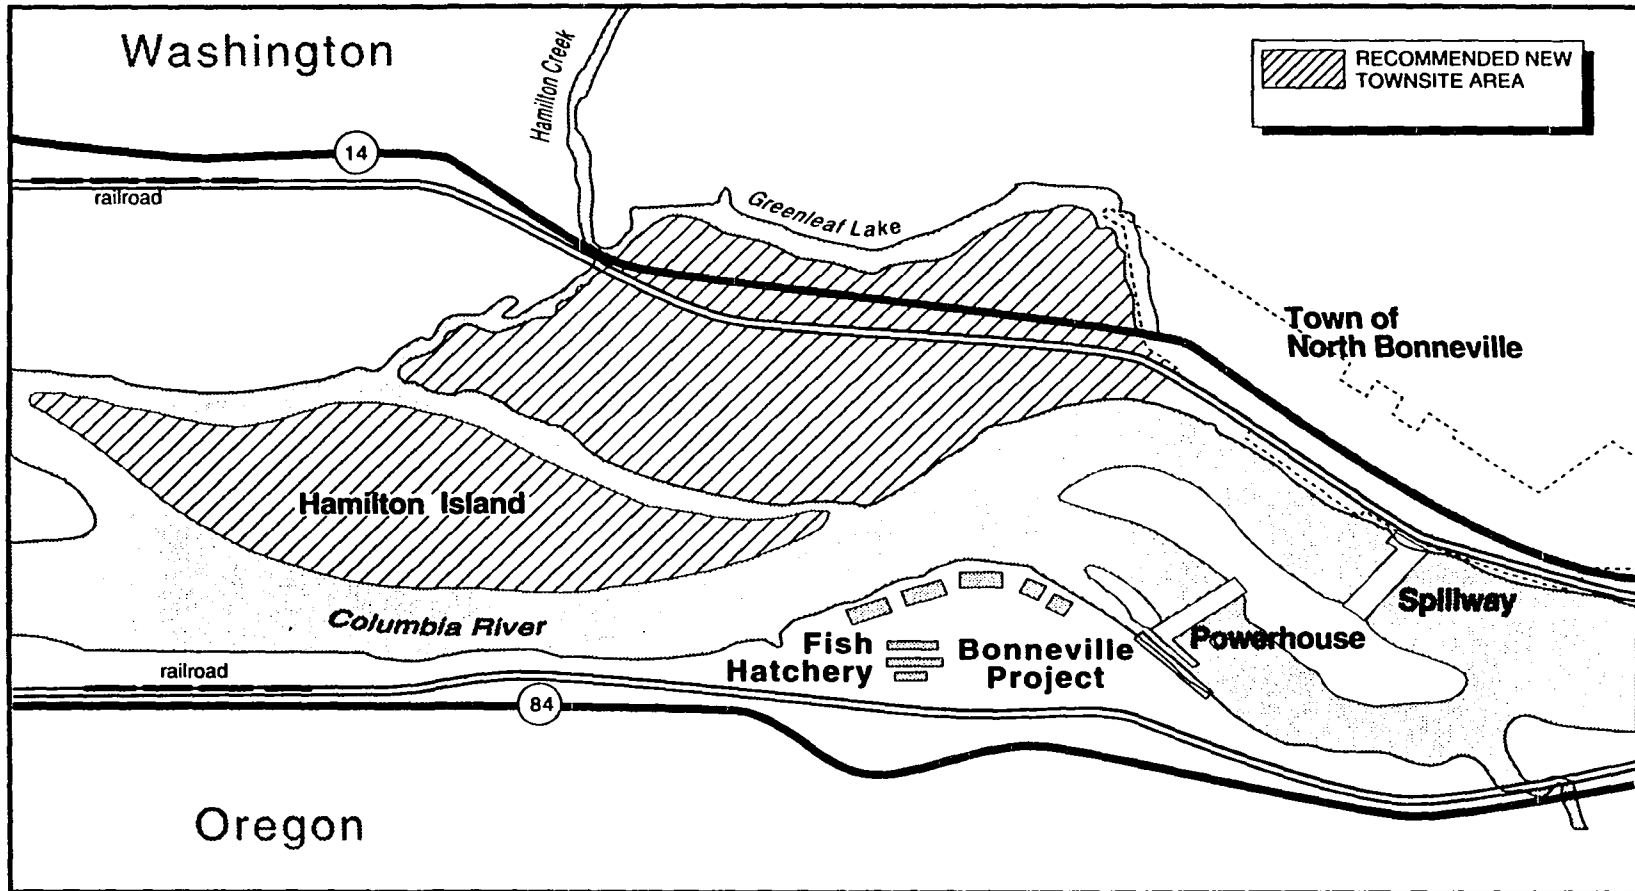 Washington
Hamilton Creek
RECOMMENDED NEW
TOWNSITE AREA
14
railroad
Greenleaf Lake
Town of
North Bonneville
Hamilton Island
Columbia River
Spillway
Powerhouse
Fish
Hatchery
Bonneville
Project
railroad
84
Oregon